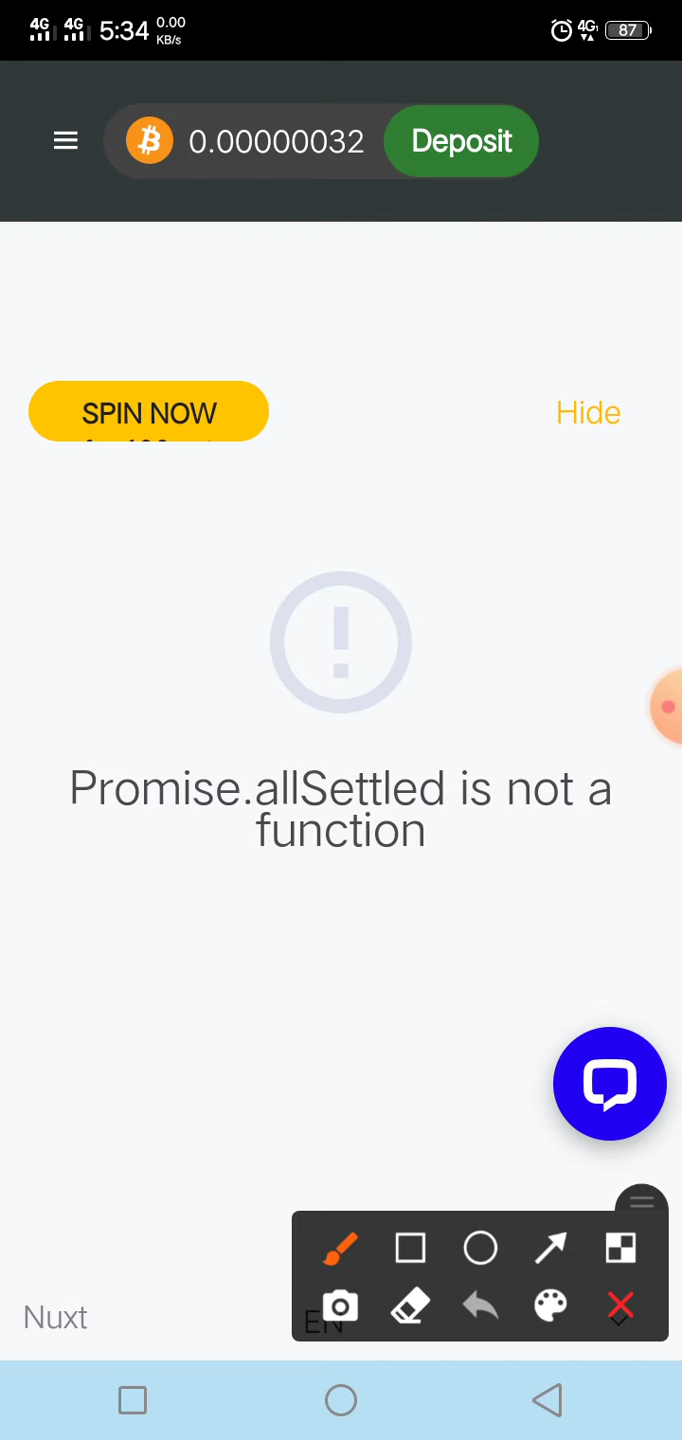 4G 4G 5:34 0.00 KB/s 4G 87
0.00000032 Deposit
SPIN NOW Hide
Promise.allSettled is not a
function
Nuxt EN